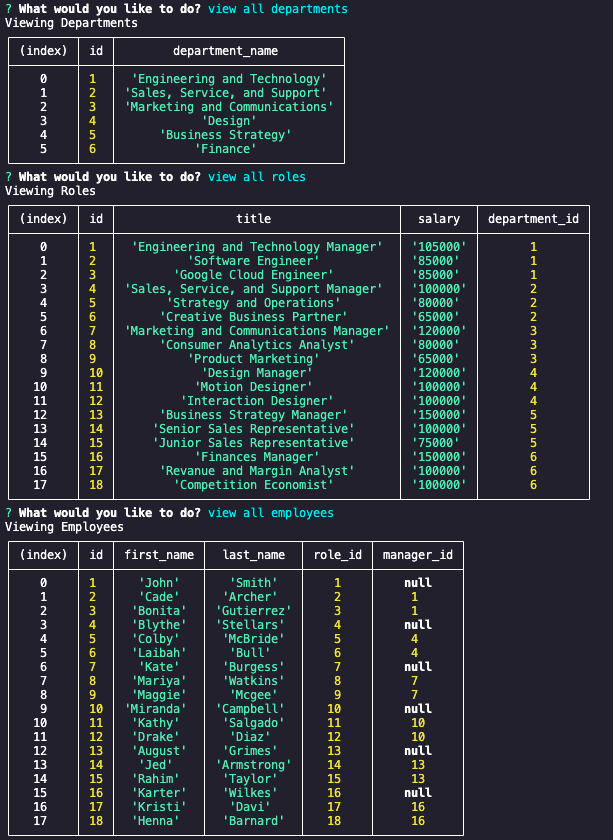 ? What would you like to do? view all departments
Viewing Departments
(index) id department_name
0 1 'Engineering and Technology'
1 2 'Sales, Service, and Support'
2 3 'Marketing and Communications'
3 4 'Design'
4 5 'Business Strategy'
5 6 'Finance'
? What would you like to do? view all roles
Viewing Roles
(index) id title salary department_id
0 1 'Engineering and Technology Manager' '105000' 1
1 2 'Software Engineer' '85000' 1
2 3 'Google Cloud Engineer' '85000' 1
3 4 'Sales, Service, and Support Manager' '100000' 2
4 5 'Strategy and Operations' '80000' 2
5 6 'Creative Business Partner' '65000' 2
6 7 'Marketing and Communications Manager' '120000' 3
7 8 'Consumer Analytics Analyst' '80000' 3
8 9 'Product Marketing' '65000' 3
9 10 'Design Manager' '120000' 4
10 11 'Motion Designer' '100000' 4
11 12 'Interaction Designer' '100000' 4
12 13 'Business Strategy Manager' '150000' 5
13 14 'Senior Sales Representative' '100000' 5
14 15 'Junior Sales Representative' '75000' 5
15 16 'Finances Manager' '150000' 6
16 17 'Revanue and Margin Analyst' '100000' 6
17 18 'Competition Economist' '100000' 6
? What would you like to do? view all employees
Viewing Employees
(index) id first_name last_name role_id manager_id
0 1 'John' 'Smith' 1 null
1 2 'Cade' 'Archer' 2 1
2 3 'Bonita' 'Gutierrez' 3 1
3 4 'Blythe' 'Stellars' 4 null
4 5 'Colby' 'McBride' 5 4
5 6 'Laibah' 'Bull' 6 4
6 7 'Kate' 'Burgess' 7 null
7 8 'Mariya' 'Watkins' 8 7
8 9 'Maggie' 'Mcgee' 9 7
9 10 'Miranda' 'Campbell' 10 null
10 11 'Kathy' 'Salgado' 11 10
11 12 'Drake' 'Diaz' 12 10
12 13 'August' 'Grimes' 13 null
13 14 'Jed' 'Armstrong' 14 13
14 15 'Rahim' 'Taylor' 15 13
15 16 'Karter' 'Wilkes' 16 null
16 17 'Kristi' 'Davi' 17 16
17 18 'Henna' 'Barnard' 18 16